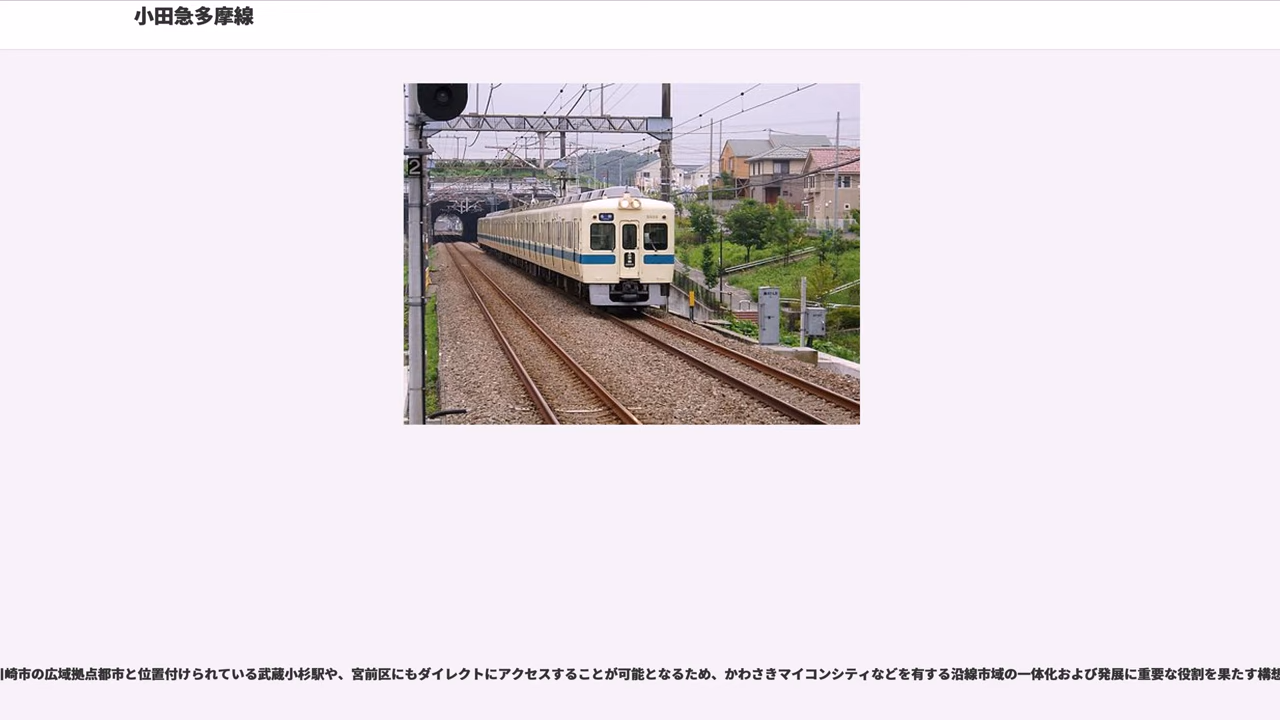 小田急多摩線
2
川崎市の広域拠点都市と位置付けられている武蔵小杉駅や、宮前区にもダイレクトにアクセスすることが可能となるため、かわさきマイコンシティなどを有する沿線市域の一体化および発展に重要な役割を果たす構想